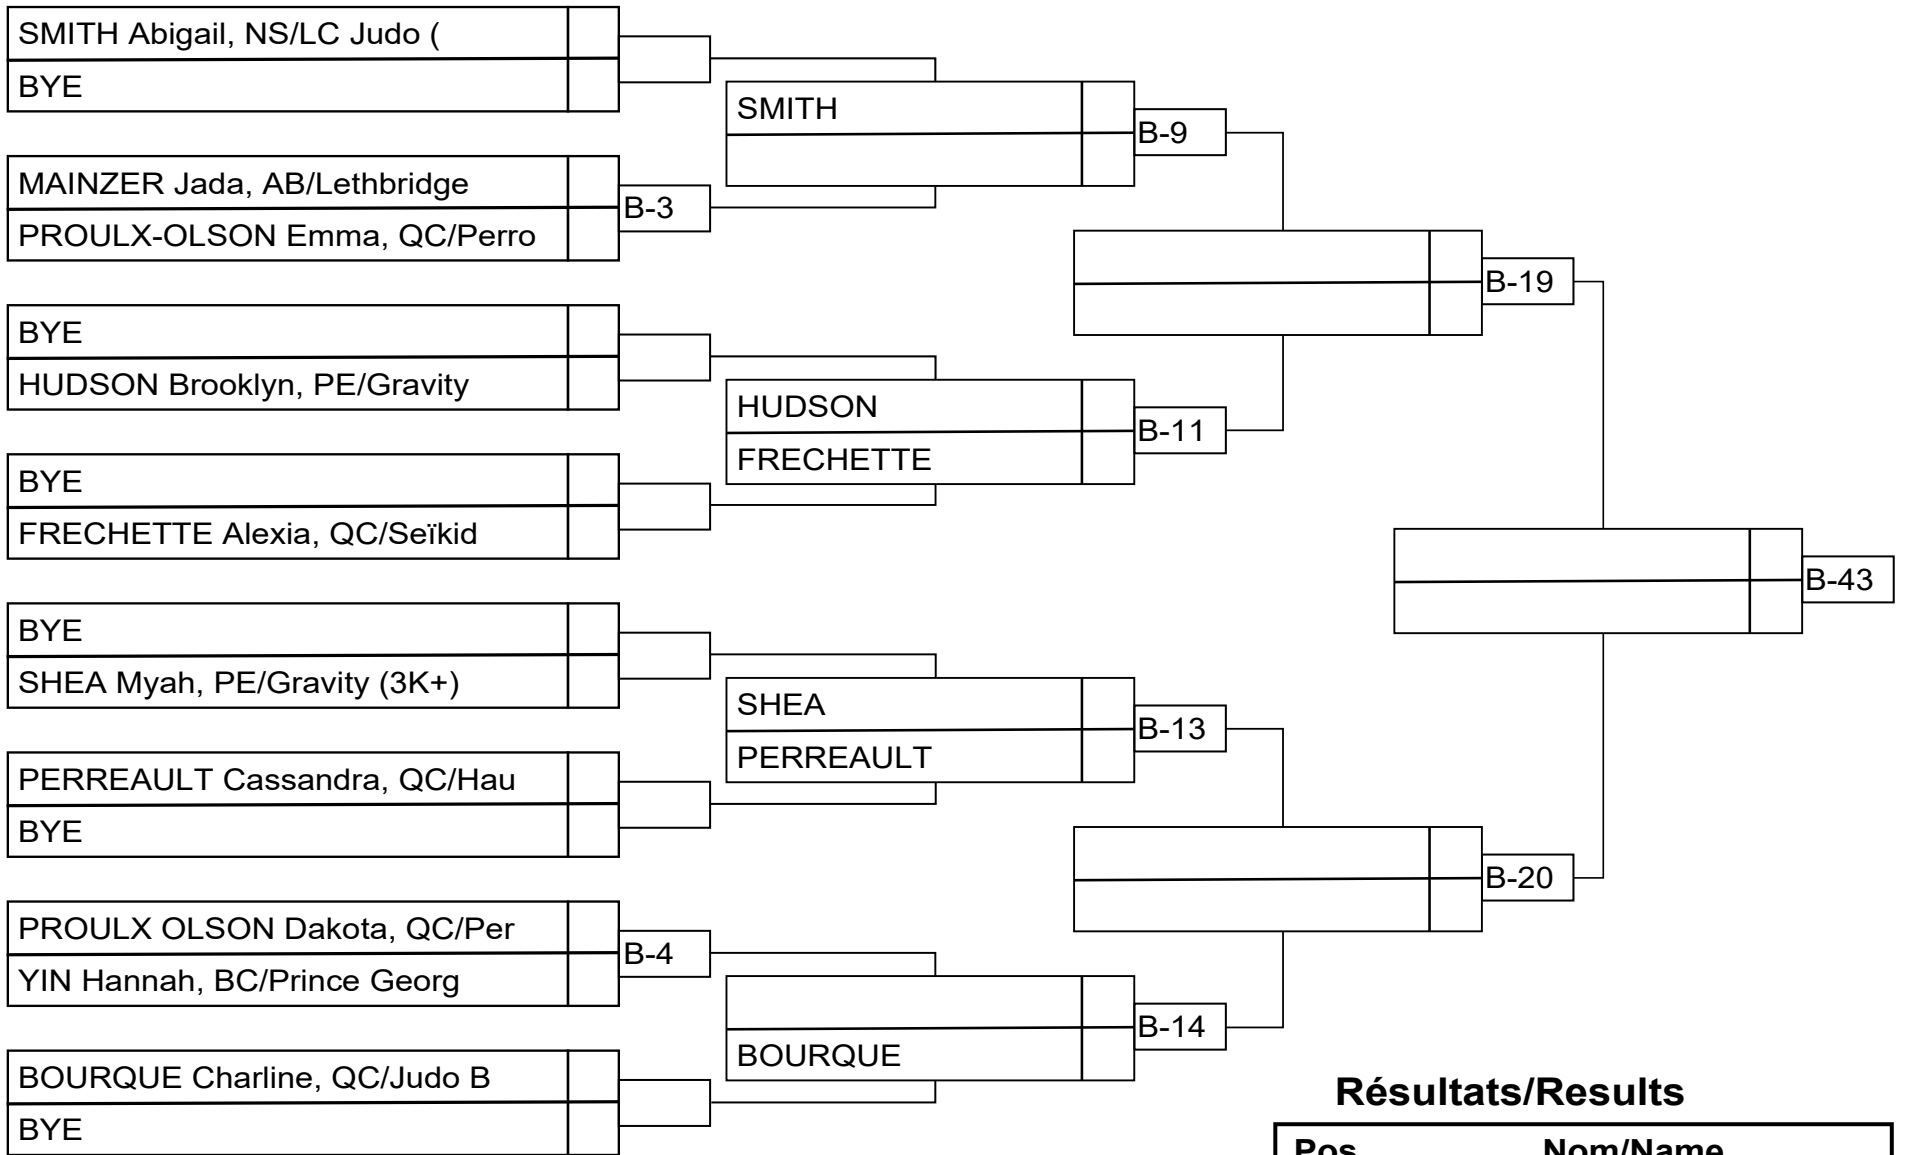 SMITH Abigail, NS/LC Judo (
BYE
MAINZER Jada, AB/Lethbridge
PROULX-OLSON Emma, QC/Perro
B-3
BYE
HUDSON Brooklyn, PE/Gravity
BYE
FRECHETTE Alexia, QC/Seïkid
BYE
SHEA Myah, PE/Gravity (3K+)
PERREAULT Cassandra, QC/Hau
BYE
PROULX OLSON Dakota, QC/Per
YIN Hannah, BC/Prince Georg
B-4
BOURQUE Charline, QC/Judo B
BYE
SMITH
B-9
HUDSON
FRECHETTE
B-11
SHEA
PERREAULT
B-13
BOURQUE
B-14
B-19
B-20
B-43
Résultats/Results
Pos Nom/Name